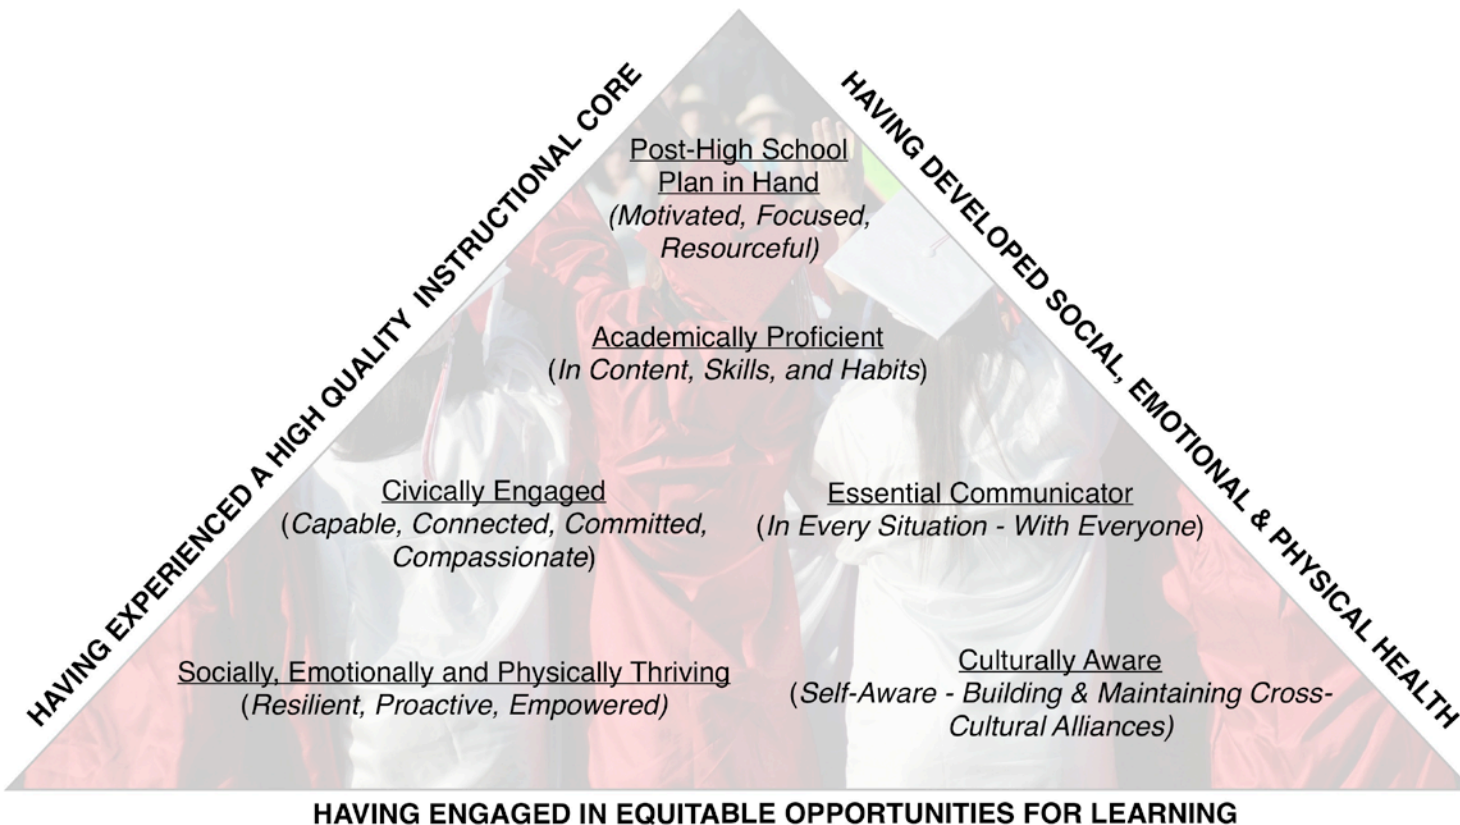 HAVING EXPERIENCED A HIGH QUALITY INSTRUCTIONAL CORE
HAVING DEVELOPED SOCIAL, EMOTIONAL & PHYSICAL HEALTH
Post-High School
Plan in Hand
(Motivated, Focused,
Resourceful)
Academically Proficient
(In Content, Skills, and Habits)
Civically Engaged
(Capable, Connected, Committed,
Compassionate)
Essential Communicator
(In Every Situation - With Everyone)
Socially, Emotionally and Physically Thriving
(Resilient, Proactive, Empowered)
Culturally Aware
(Self-Aware - Building & Maintaining Cross-
Cultural Alliances)
HAVING ENGAGED IN EQUITABLE OPPORTUNITIES FOR LEARNING